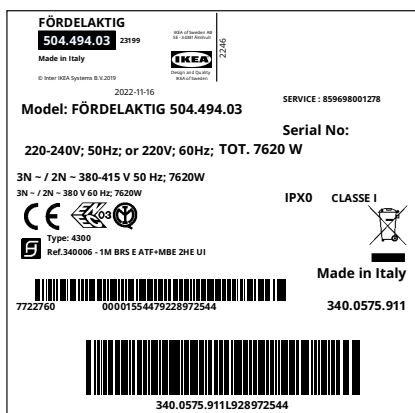 FÖRDELAKTIG
504.494.03 23199
Made in Italy
© Inter IKEA Systems B.V.2019
IKEA of Sweden AB
SE - 34381 Älmhult
IKEA
Design and Quality
IKEA of Sweden
2246
2022-11-16
Model: FÖRDELAKTIG 504.494.03
SERVICE : 859698001278
Serial No:
220-240V; 50Hz; or 220V; 60Hz; TOT. 7620 W
3N ~ / 2N ~ 380-415 V 50 Hz; 7620W
3N ~ / 2N ~ 380 V 60 Hz; 7620W
IPX0 CLASSE I
CE 03
Type: 4300
Ref.340006 - 1M BRS E ATF+MBE 2HE UI
Made in Italy
7722760 00001554479228972544
340.0575.911
340.0575.911L928972544